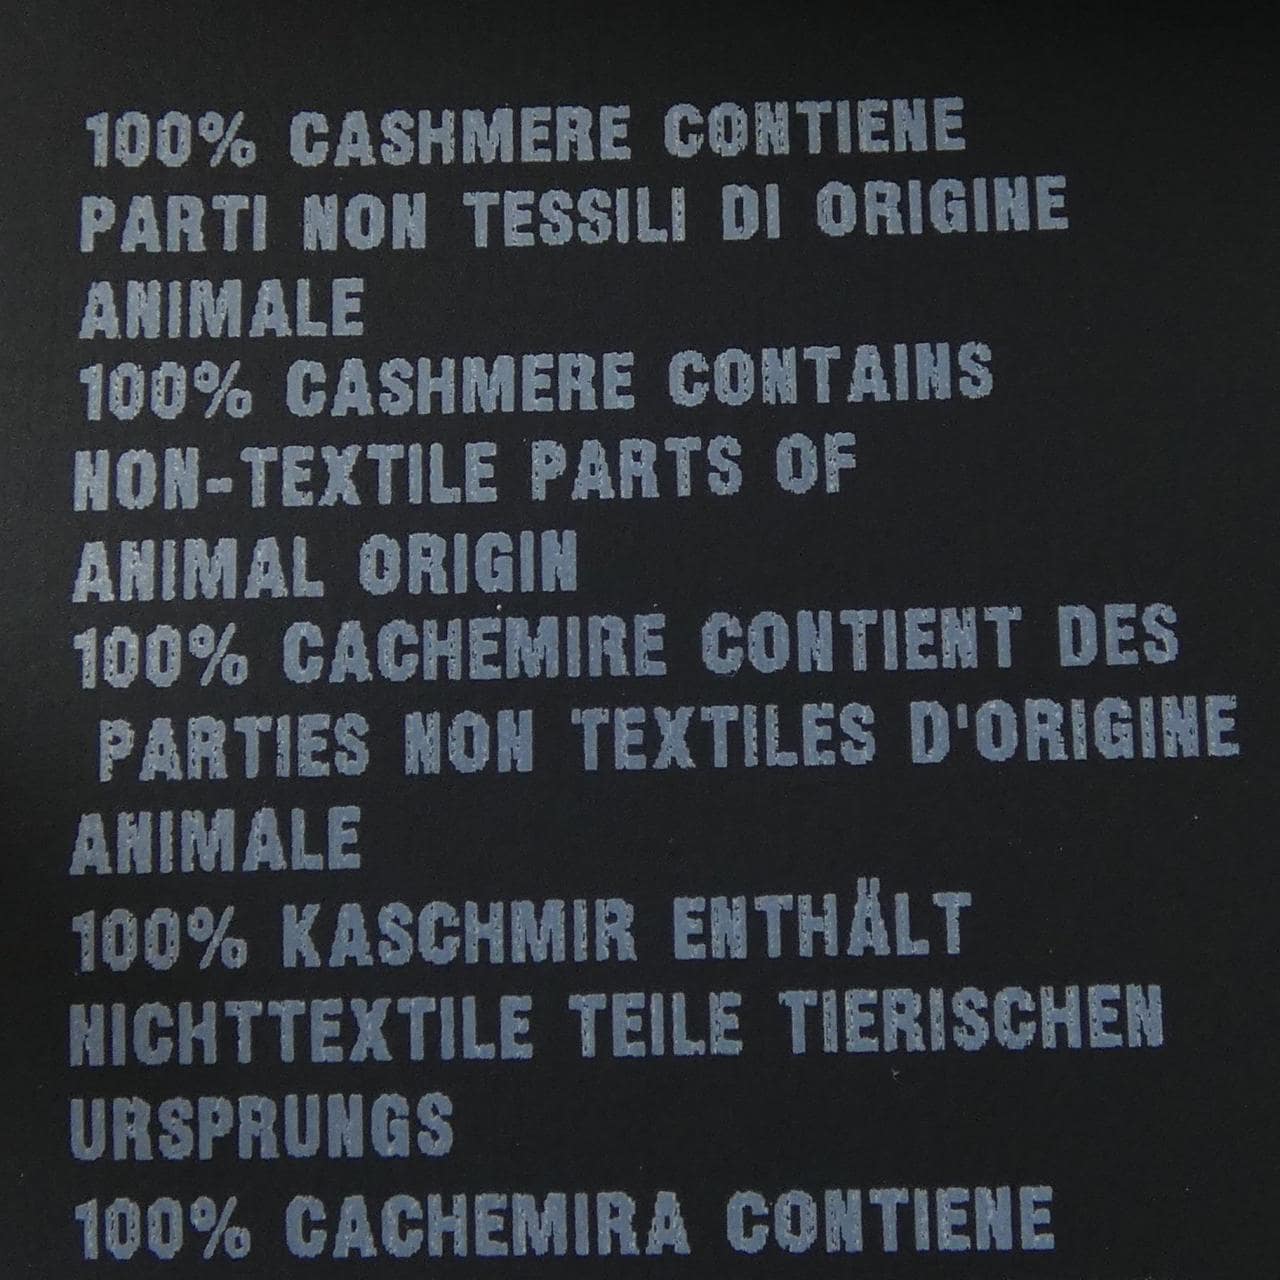 100% CASHMERE CONTIENE
PARTI NON TESSILI DI ORIGINE
ANIMALE
100% CASHMERE CONTAINS
NON-TEXTILE PARTS OF
ANIMAL ORIGIN
100% CACHEMIRE CONTIENT DES
PARTIES NON TEXTILES D'ORIGINE
ANIMALE
100% KASCHMIR ENTHÄLT
NICHTTEXTILE TEILE TIERISCHEN
URSPRUNGS
100% CACHEMIRA CONTIENE